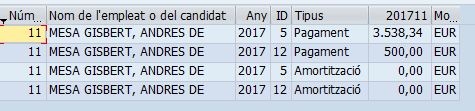 Núm... Nom de l'empleat o del candidat Any ID Tipus 201711 Mo...
11 MESA GISBERT, ANDRES DE 2017 5 Pagament 3.538,34 EUR
11 MESA GISBERT, ANDRES DE 2017 12 Pagament 500,00 EUR
11 MESA GISBERT, ANDRES DE 2017 5 Amortització 0,00 EUR
11 MESA GISBERT, ANDRES DE 2017 12 Amortització 0,00 EUR